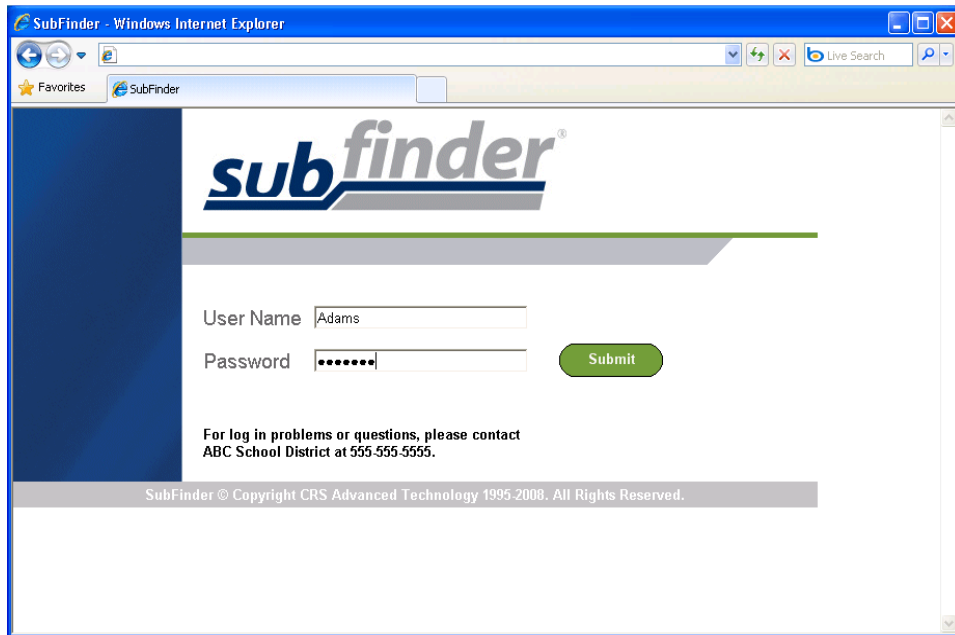 SubFinder - Windows Internet Explorer
Live Search
Favorites
SubFinder
subfinder®
User Name
Adams
Password
•••••••
Submit
For log in problems or questions, please contact
ABC School District at 555-555-5555.
SubFinder © Copyright CRS Advanced Technology 1995-2008. All Rights Reserved.